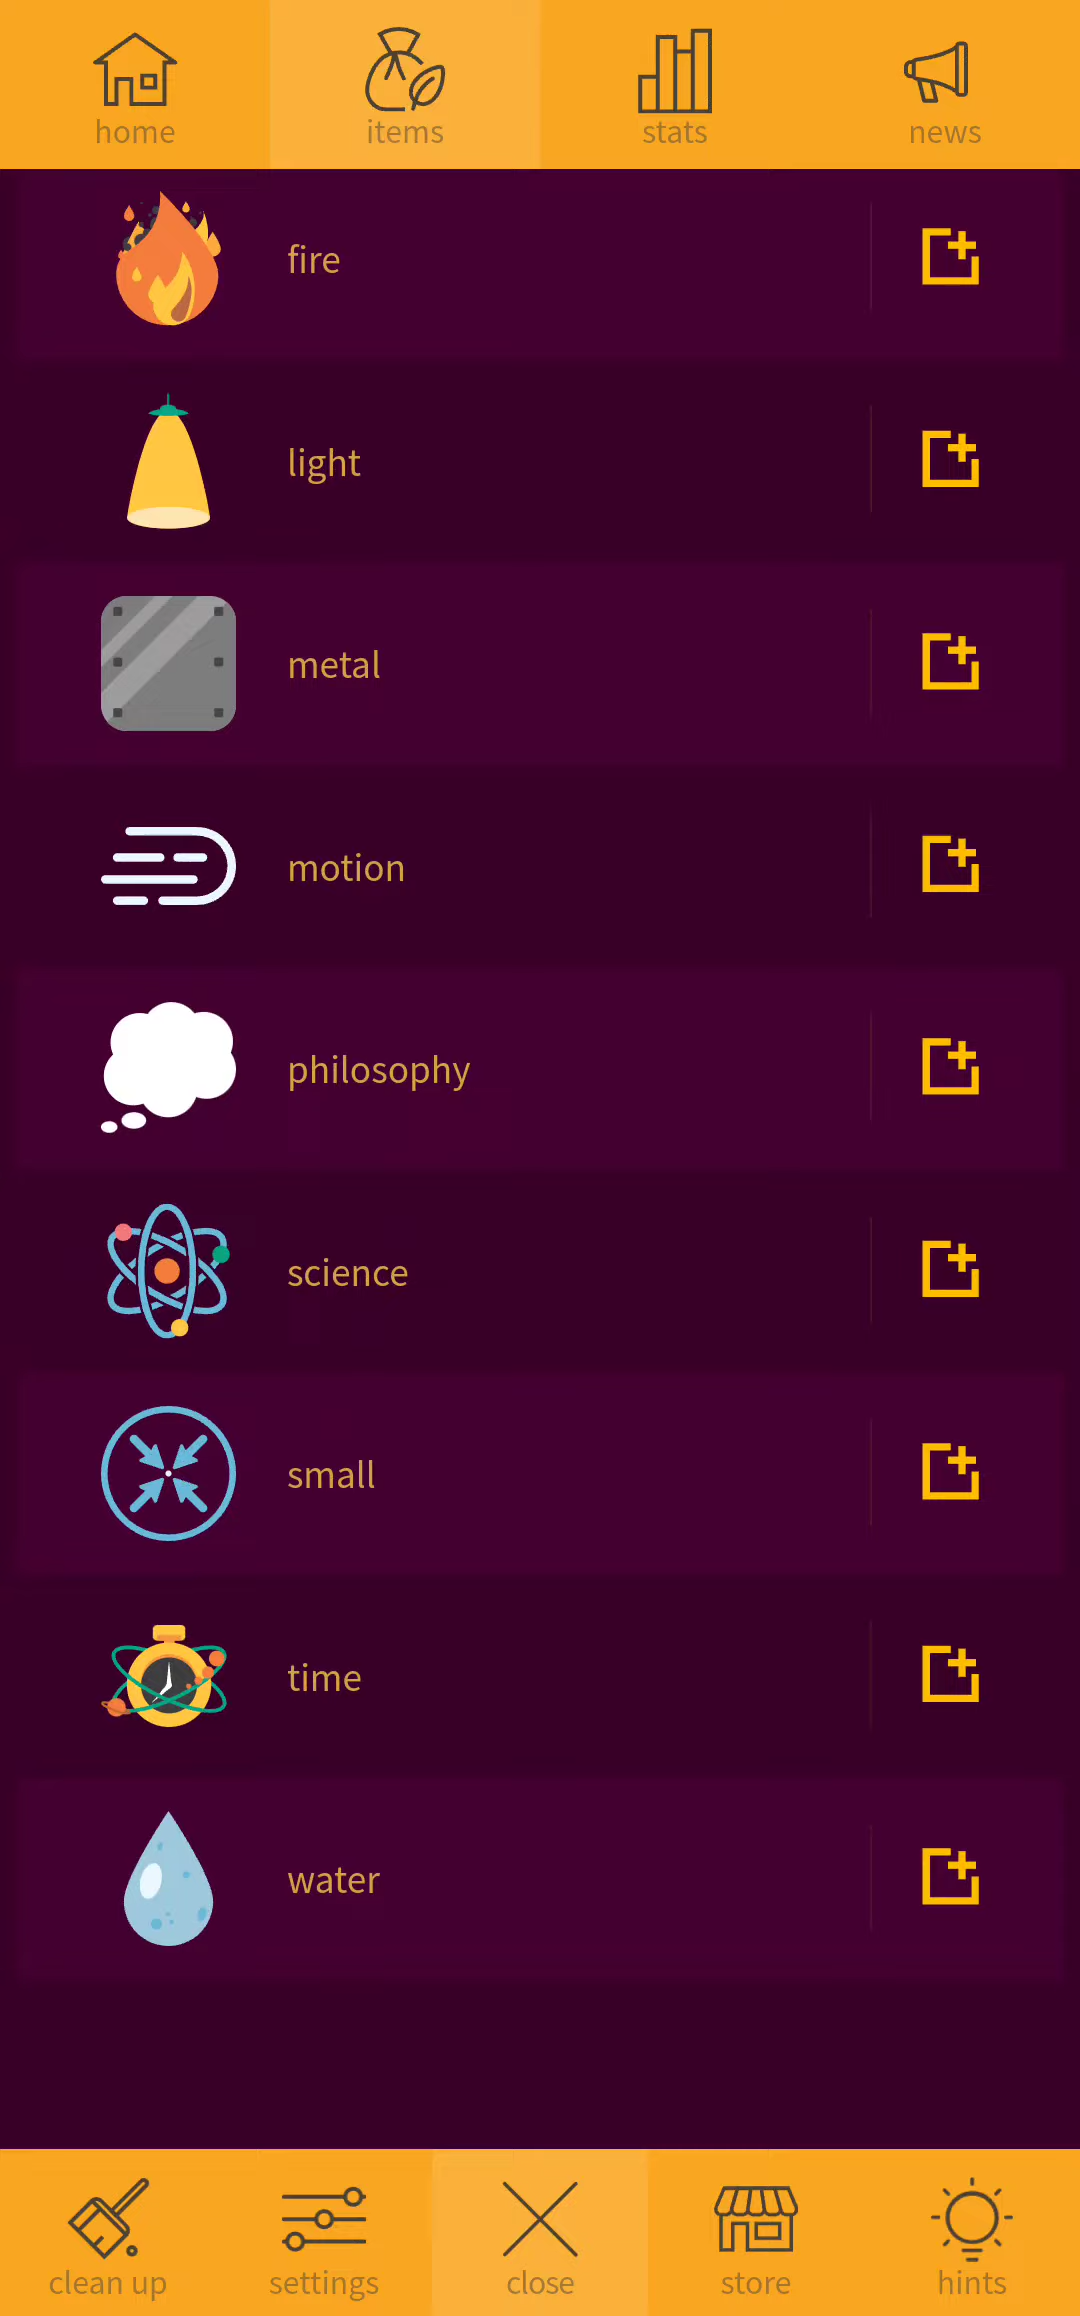 home
items
stats
news
fire
light
metal
motion
philosophy
science
small
time
water
clean up
settings
close
store
hints